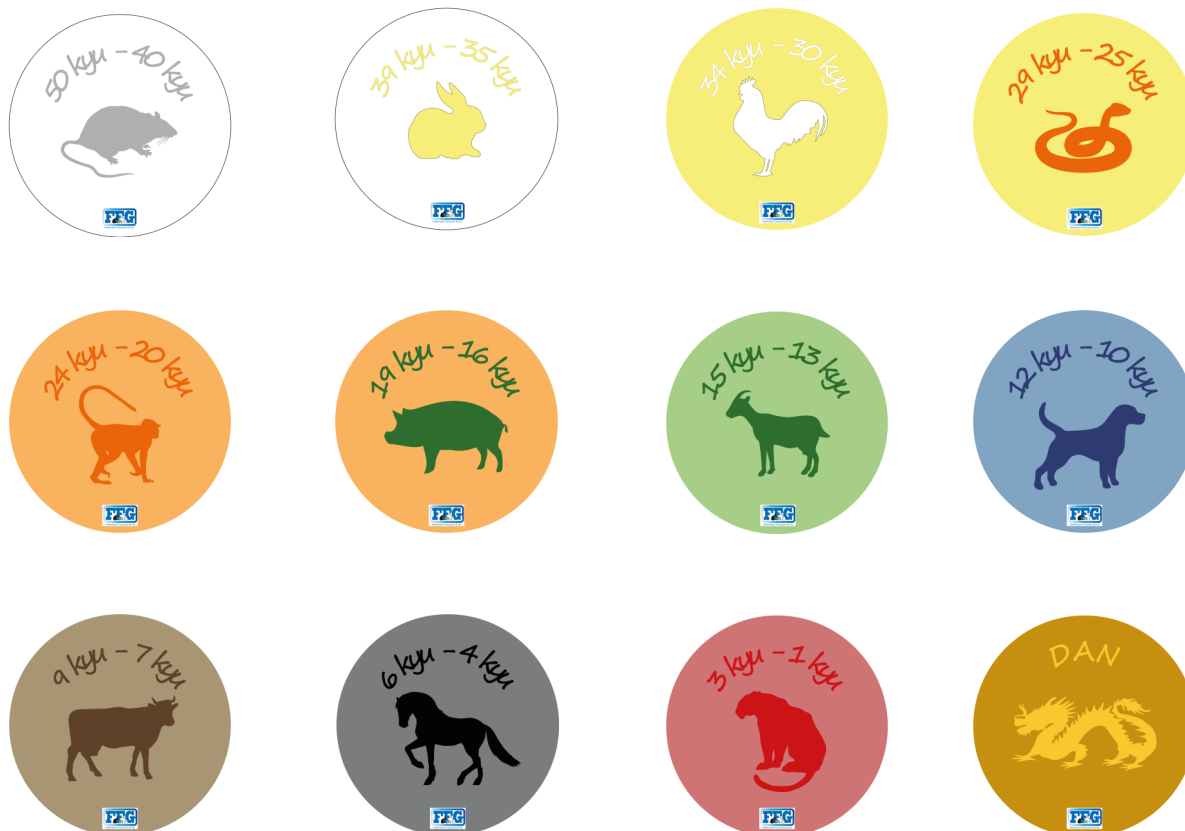 50 kyu - 40 kyu
FFG
39 kyu - 35 kyu
FFG
34 kyu - 30 kyu
FFG
29 kyu - 25 kyu
FFG
24 kyu - 20 kyu
FFG
19 kyu - 16 kyu
FFG
15 kyu - 13 kyu
FFG
12 kyu - 10 kyu
FFG
9 kyu - 7 kyu
FFG
6 kyu - 4 kyu
FFG
3 kyu - 1 kyu
FFG
DAN
FFG